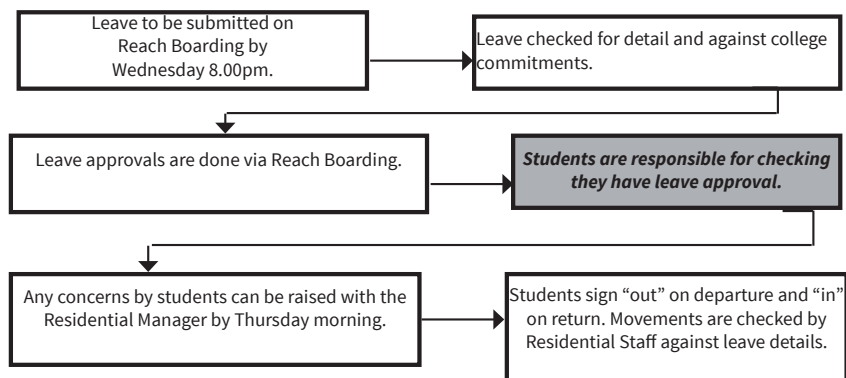 Leave to be submitted on
Reach Boarding by
Wednesday 8.00pm.
Leave checked for detail and against college
commitments.
Leave approvals are done via Reach Boarding.
Students are responsible for checking
they have leave approval.
Any concerns by students can be raised with the
Residential Manager by Thursday morning.
Students sign “out” on departure and “in”
on return. Movements are checked by
Residential Staff against leave details.